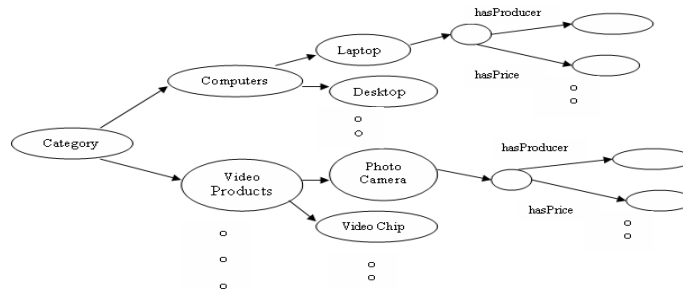 hasProducer
Laptop
Computers
hasPrice
Desktop
Category
hasProducer
Photo
Camera
Video
Products
hasPrice
Video Chip